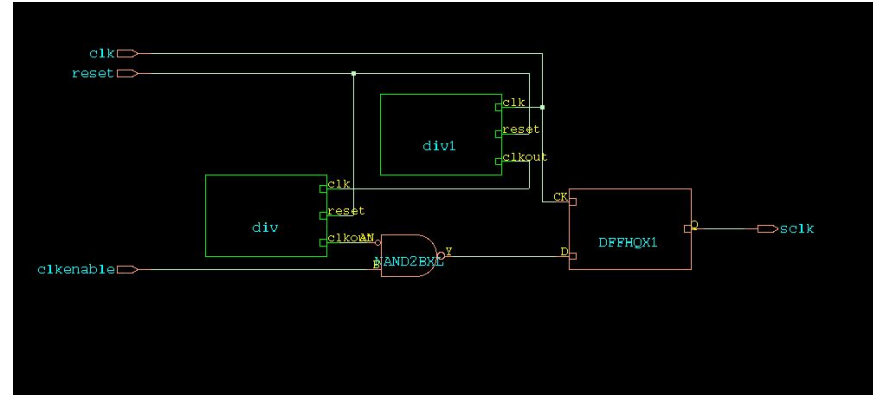 clk
reset
clk
reset
div1
clkout
clk
CK
reset
div
Q
sclk
DFFHQX1
clkout
AN
Y
D
clkenable
B
NAND2BXL